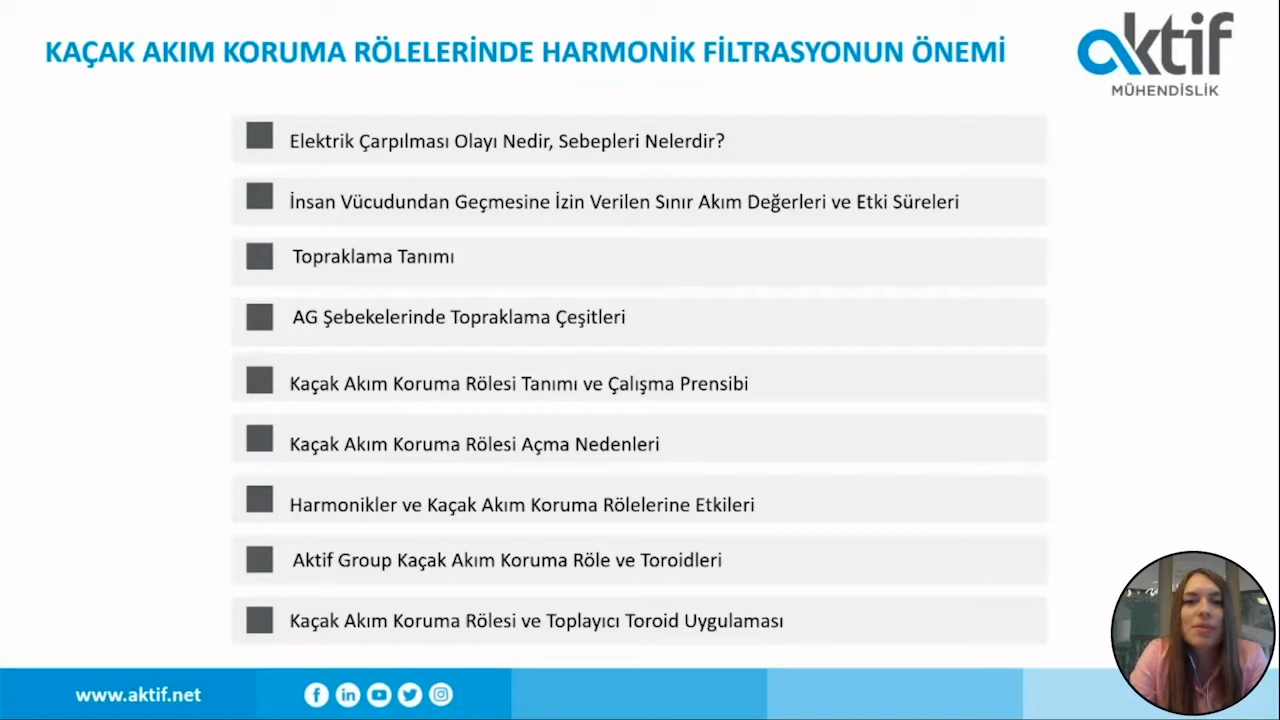 KAÇAK AKIM KORUMA RÖLELERİNDE HARMONİK FİLTRASYONUN ÖNEMİ
aktif
MÜHENDİSLİK
Elektrik Çarpılması Olayı Nedir, Sebepleri Nelerdir?
İnsan Vücudundan Geçmesine İzin Verilen Sınır Akım Değerleri ve Etki Süreleri
Topraklama Tanımı
AG Şebekelerinde Topraklama Çeşitleri
Kaçak Akım Koruma Rölesi Tanımı ve Çalışma Prensibi
Kaçak Akım Koruma Rölesi Açma Nedenleri
Harmonikler ve Kaçak Akım Koruma Rölelerine Etkileri
Aktif Group Kaçak Akım Koruma Röle ve Toroidleri
Kaçak Akım Koruma Rölesi ve Toplayıcı Toroid Uygulaması
www.aktif.net